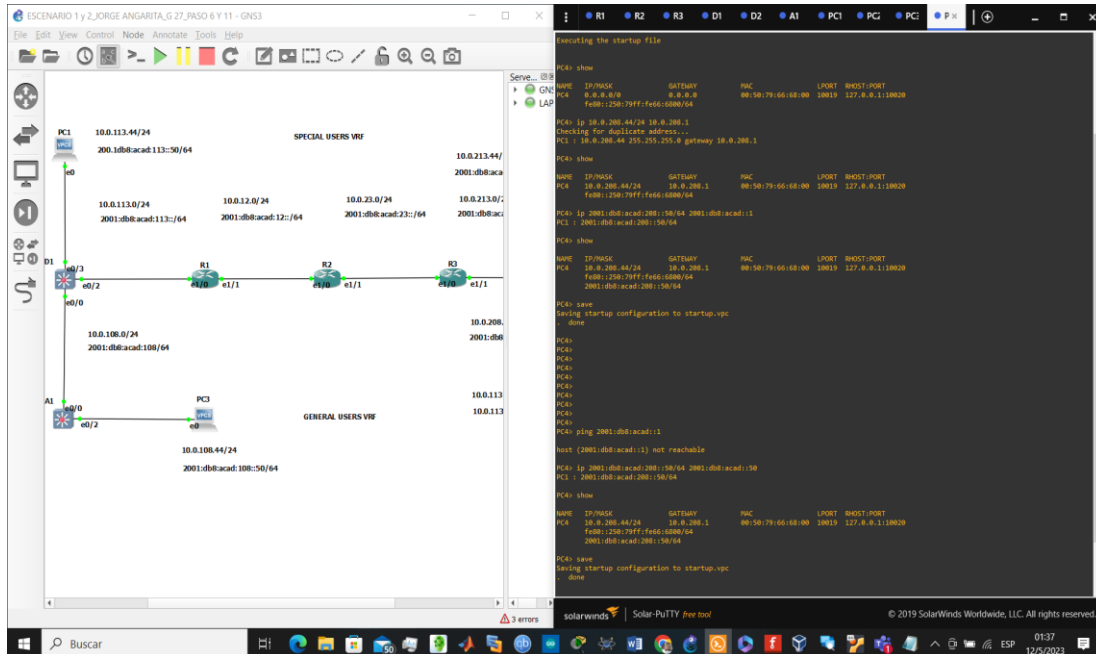 ESCENARIO 1 y 2_JORGE ANGARITA_G 27_PASO 6 Y 11 - GNS3
File Edit View Control Node Annotate Tools Help
Serve...
GNS
LAP
PC1
10.0.113.44/24
200.1db8:acad:113::50/64
SPECIAL USERS VRF
e0
10.0.213.44/
2001:db8:aca
10.0.113.0/24
2001:db8:acad:113::/64
10.0.12.0/24
2001:db8:acad:12::/64
10.0.23.0/24
2001:db8:acad:23::/64
10.0.213.0/2
2001:db8:aca
D1
e0/3
e0/2
e0/0
R1
e1/0
e1/1
R2
e1/0
e1/1
R3
e1/0
e1/1
10.0.108.0/24
2001:db8:acad:108/64
10.0.208.
2001:db8
10.0.113
10.0.113
A1
e0/0
e0/2
PC3
e0
GENERAL USERS VRF
10.0.108.44/24
2001:db8:acad:108::50/64
3 errors
R1 R2 R3 D1 D2 A1 PC1 PC2 PC3 P
Executing the startup file
PC4> show
NAME IP/MASK GATEWAY MAC LPORT RHOST:PORT
PC4 0.0.0.0/0 0.0.0.0 00:50:79:66:68:00 10019 127.0.0.1:10020
fe80::250:79ff:fe66:6800/64
PC4> ip 10.0.208.44/24 10.0.208.1
Checking for duplicate address...
PC1 : 10.0.208.44 255.255.255.0 gateway 10.0.208.1
PC4> show
NAME IP/MASK GATEWAY MAC LPORT RHOST:PORT
PC4 10.0.208.44/24 10.0.208.1 00:50:79:66:68:00 10019 127.0.0.1:10020
fe80::250:79ff:fe66:6800/64
PC4> ip 2001:db8:acad:208::50/64 2001:db8:acad::1
PC1 : 2001:db8:acad:208::50/64
PC4> show
NAME IP/MASK GATEWAY MAC LPORT RHOST:PORT
PC4 10.0.208.44/24 10.0.208.1 00:50:79:66:68:00 10019 127.0.0.1:10020
fe80::250:79ff:fe66:6800/64
2001:db8:acad:208::50/64
PC4> save
Saving startup configuration to startup.vpc
. done
PC4>
PC4>
PC4>
PC4>
PC4>
PC4>
PC4>
PC4>
PC4>
PC4>
PC4> ping 2001:db8:acad::1
host (2001:db8:acad::1) not reachable
PC4> ip 2001:db8:acad:208::50/64 2001:db8:acad::50
PC1 : 2001:db8:acad:208::50/64
PC4> show
NAME IP/MASK GATEWAY MAC LPORT RHOST:PORT
PC4 10.0.208.44/24 10.0.208.1 00:50:79:66:68:00 10019 127.0.0.1:10020
fe80::250:79ff:fe66:6800/64
2001:db8:acad:208::50/64
PC4> save
Saving startup configuration to startup.vpc
. done
solarwinds Solar-PuTTY free tool © 2019 SolarWinds Worldwide, LLC. All rights reserved.
Buscar
50
ESP
01:37
12/5/2023